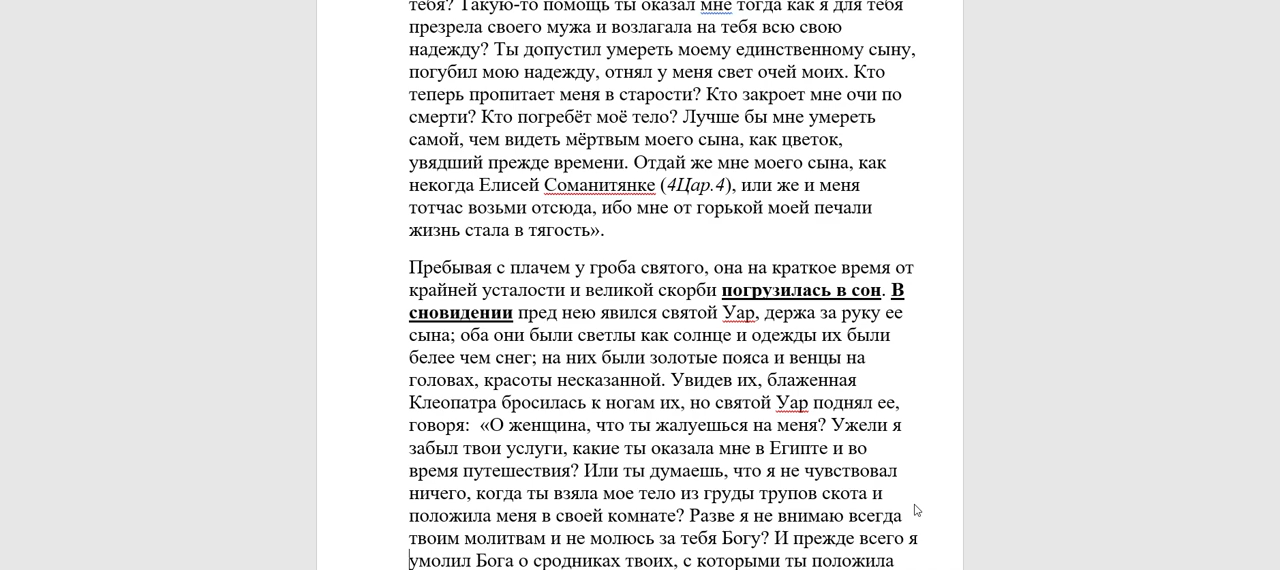 тебя? Такую-то помощь ты оказал мне тогда как я для тебя
презрела своего мужа и возлагала на тебя всю свою
надежду? Ты допустил умереть моему единственному сыну,
погубил мою надежду, отнял у меня свет очей моих. Кто
теперь пропитает меня в старости? Кто закроет мне очи по
смерти? Кто погребёт моё тело? Лучше бы мне умереть
самой, чем видеть мёртвым моего сына, как цветок,
увядший прежде времени. Отдай же мне моего сына, как
некогда Елисей Соманитянке (4Цар.4), или же и меня
тотчас возьми отсюда, ибо мне от горькой моей печали
жизнь стала в тягость».
Пребывая с плачем у гроба святого, она на краткое время от
крайней усталости и великой скорби погрузилась в сон. В
сновидении пред нею явился святой Уар, держа за руку ее
сына; оба они были светлы как солнце и одежды их были
белее чем снег; на них были золотые пояса и венцы на
головах, красоты несказанной. Увидев их, блаженная
Клеопатра бросилась к ногам их, но святой Уар поднял ее,
говоря:  «О женщина, что ты жалуешься на меня? Ужели я
забыл твои услуги, какие ты оказала мне в Египте и во
время путешествия? Или ты думаешь, что я не чувствовал
ничего, когда ты взяла мое тело из груды трупов скота и
положила меня в своей комнате? Разве я не внимаю всегда
твоим молитвам и не молюсь за тебя Богу? И прежде всего я
умолил Бога о сродниках твоих, с которыми ты положила